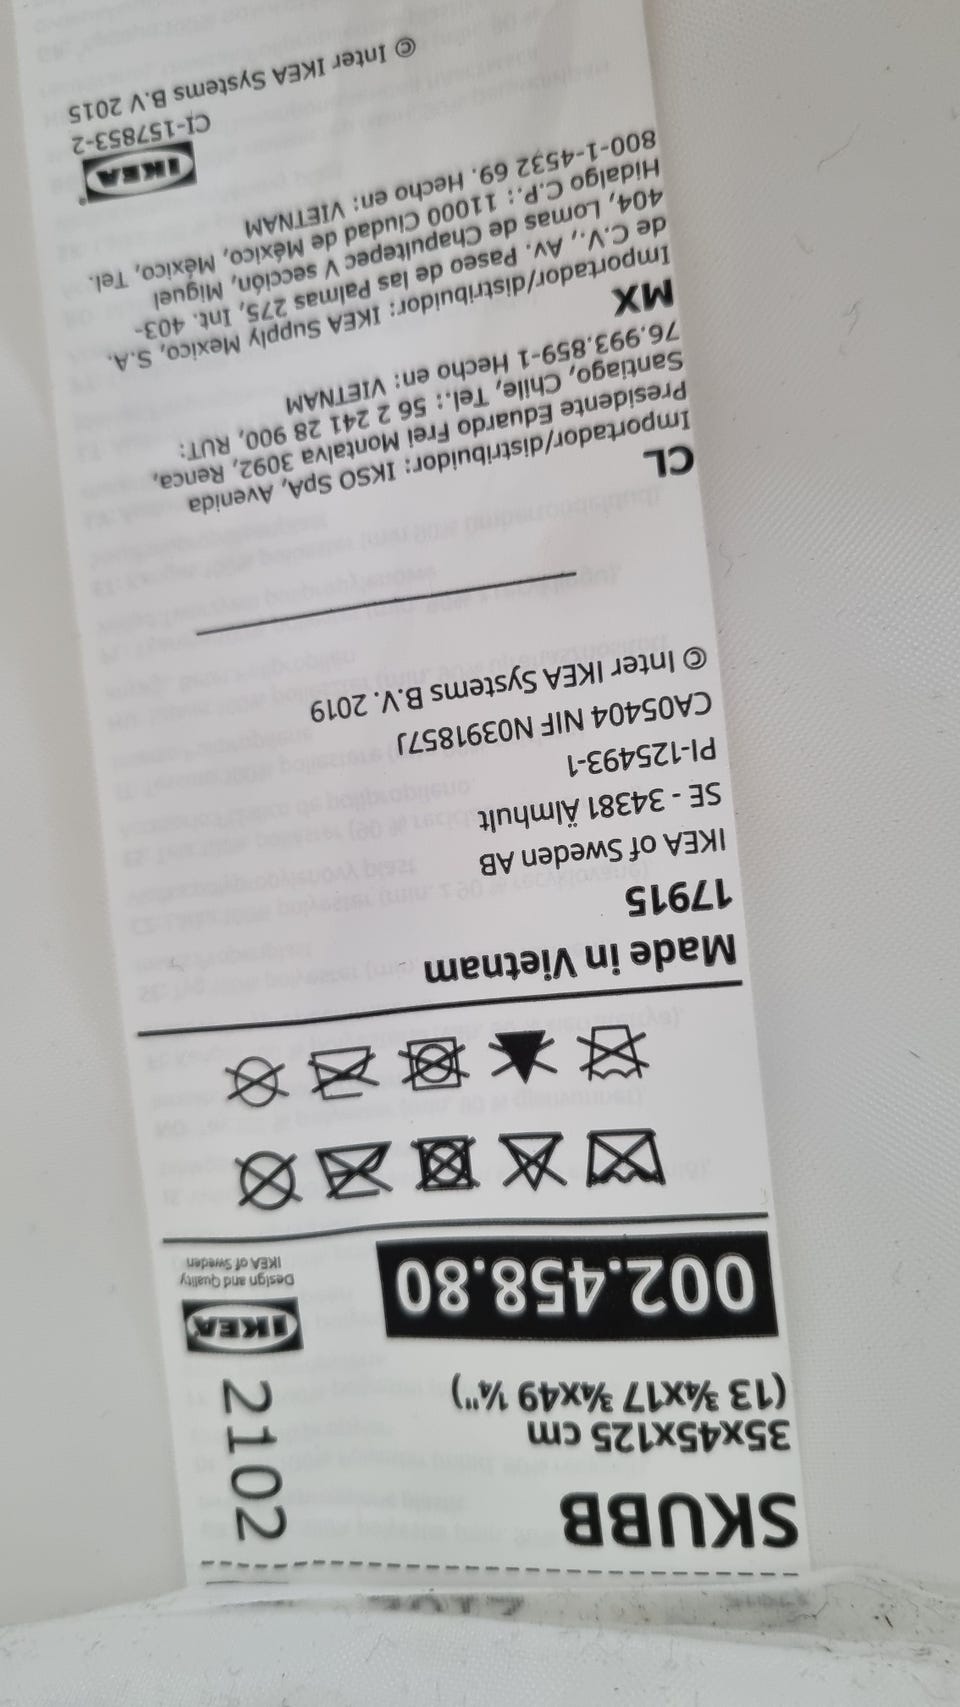 SKUBB
35x45x125 cm
(13 ¾x17 ¾x49 ¼")
2102
002.458.80
IKEA
Design and Quality
IKEA of Sweden
Made in Vietnam
17915
IKEA of Sweden AB
SE - 34381 Älmhult
PI-125493-1
CA05404 NIF N0391857J
© Inter IKEA Systems B.V. 2019
CL
Importador/distribuidor: IKSO SpA, Avenida
Presidente Eduardo Frei Montalva 3092, Renca,
Santiago, Chile, Tel.: 56 2 241 28 900, RUT:
76.993.859-1 Hecho en: VIETNAM
MX
Importador/distribuidor: IKEA Supply Mexico, S.A.
de C.V., Av. Paseo de las Palmas 275, Int. 403-
404, Lomas de Chapultepec V sección, Miguel
Hidalgo C.P.: 11000 Ciudad de México, México, Tel.
800-1-4532 69. Hecho en: VIETNAM
IKEA®
CI-157853-2
© Inter IKEA Systems B.V 2015